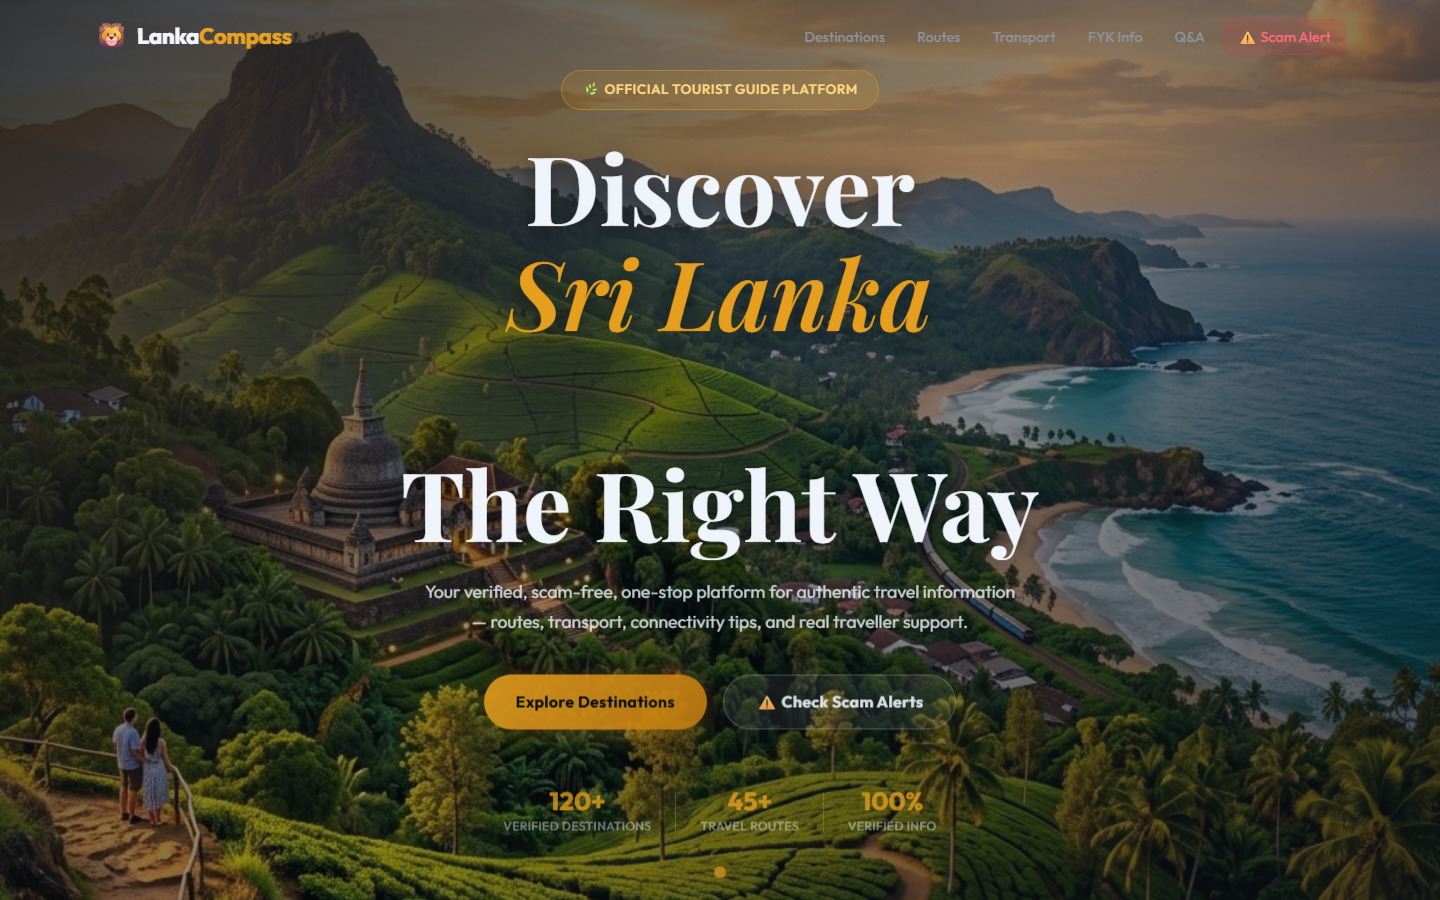 LankaCompass
Destinations Routes Transport FYK Info Q&A ⚠️ Scam Alert
🌿 OFFICIAL TOURIST GUIDE PLATFORM
Discover
Sri Lanka
The Right Way
Your verified, scam-free, one-stop platform for authentic travel information
— routes, transport, connectivity tips, and real traveller support.
Explore Destinations ⚠️ Check Scam Alerts
120+ 45+ 100%
VERIFIED DESTINATIONS TRAVEL ROUTES VERIFIED INFO